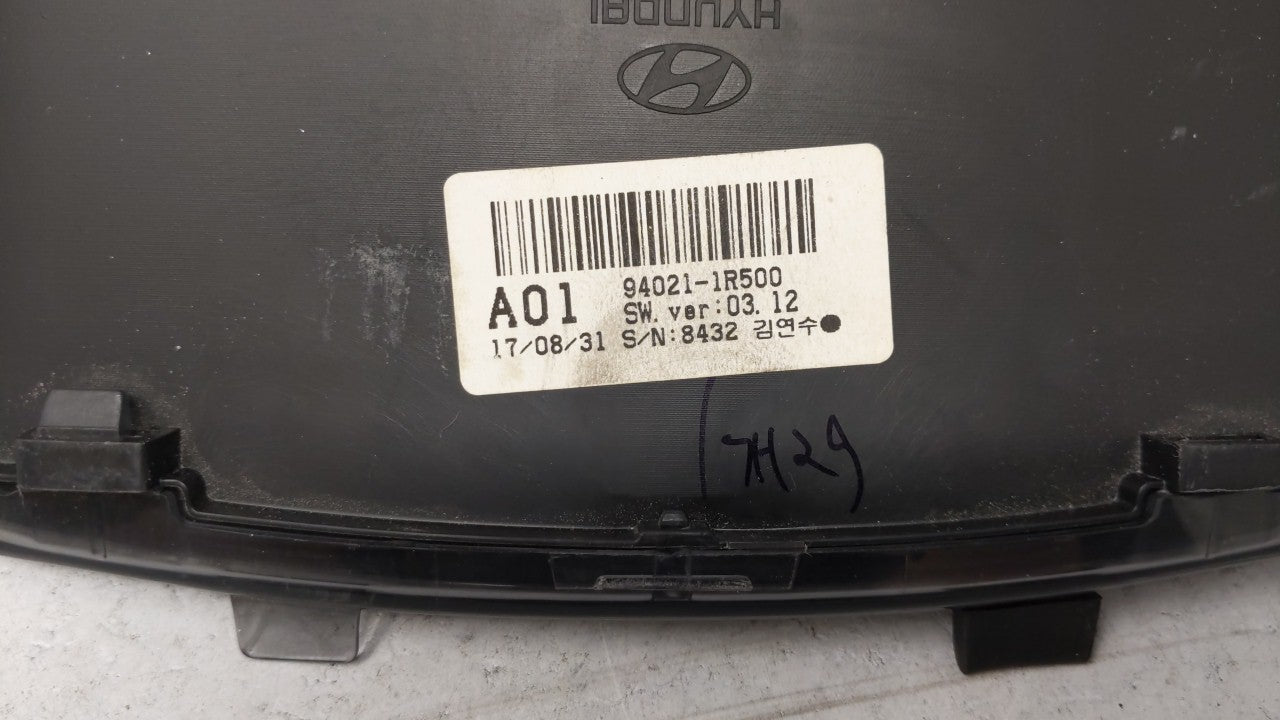 HYUNDAI
A01
94021-1R500
SW. ver:03. 12
17/08/31 S/N:8432 김연수●